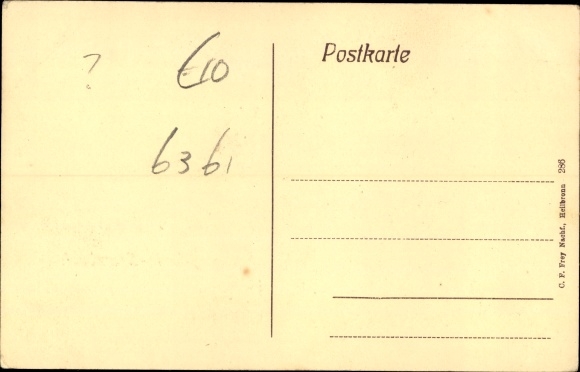 ?
€10
6361
Postkarte
C. F. Frey Nachf., Heilbronn 286